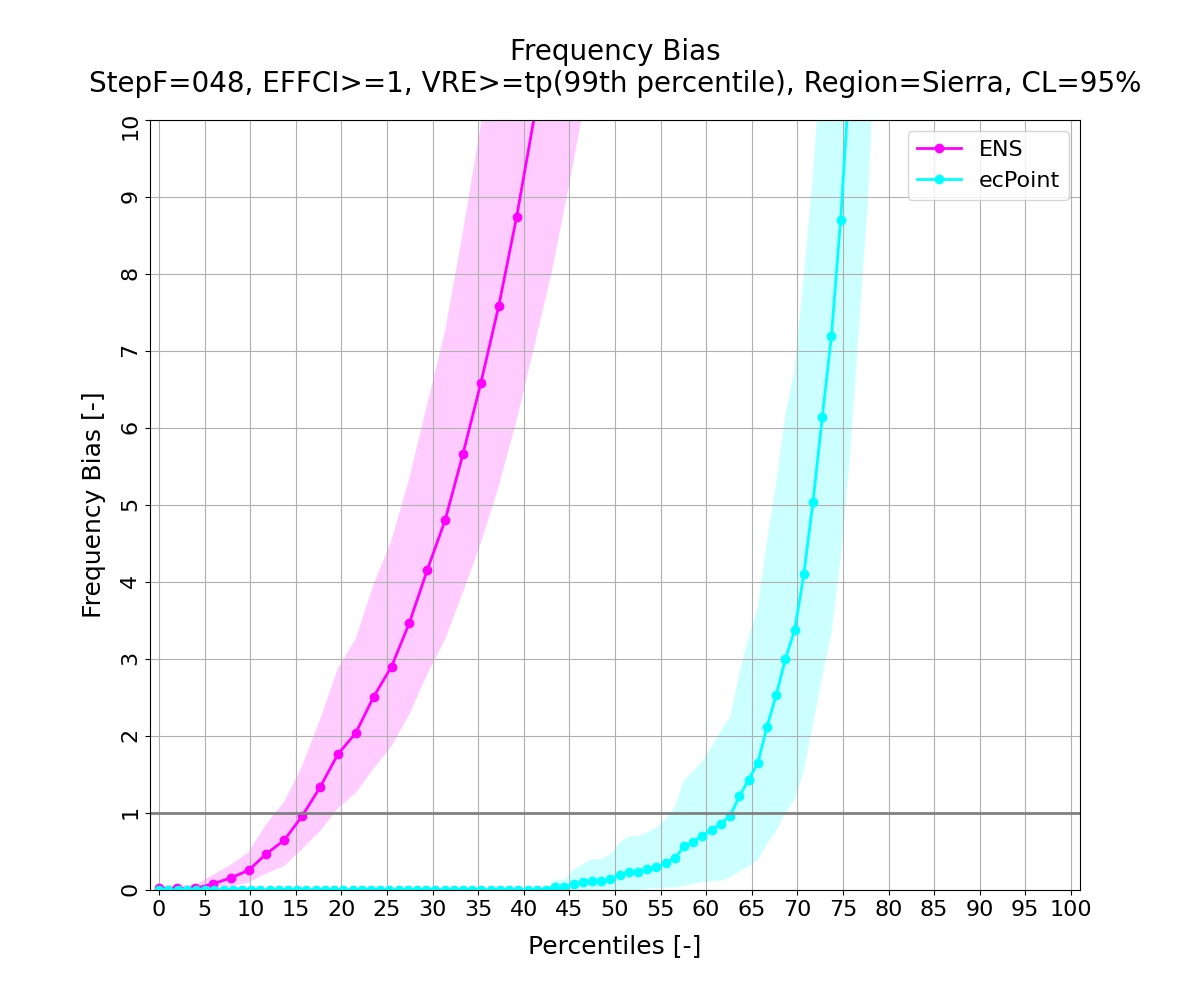 Frequency Bias
StepF=048, EFFCI>=1, VRE>=tp(99th percentile), Region=Sierra, CL=95%
ENS
ecPoint
Frequency Bias [-]
10
9
8
7
6
5
4
3
2
1
0
0 5 10 15 20 25 30 35 40 45 50 55 60 65 70 75 80 85 90 95 100
Percentiles [-]